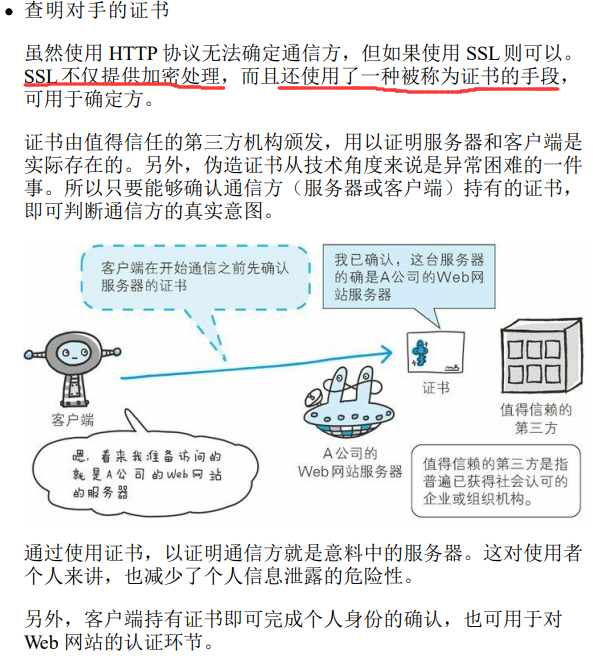 查明对手的证书
虽然使用 HTTP 协议无法确定通信方，但如果使用 SSL 则可以。
SSL 不仅提供加密处理，而且还使用了一种被称为证书的手段，
可用于确定方。
证书由值得信任的第三方机构颁发，用以证明服务器和客户端是
实际存在的。另外，伪造证书从技术角度来说是异常困难的一件
事。所以只要能够确认通信方（服务器或客户端）持有的证书，
即可判断通信方的真实意图。
客户端在开始通信之前先确认
服务器的证书
我已确认，这台服务器
的确是A公司的Web网
站服务器
客户端
证书
值得信赖的
第三方
A公司的
Web网站服务器
嗯，看来我准备访问的
就是A公司的Web网站
的服务器
值得信赖的第三方是指
普遍已获得社会认可的
企业或组织机构。
通过使用证书，以证明通信方就是意料中的服务器。这对使用者
个人来讲，也减少了个人信息泄露的危险性。
另外，客户端持有证书即可完成个人身份的确认，也可用于对
Web 网站的认证环节。